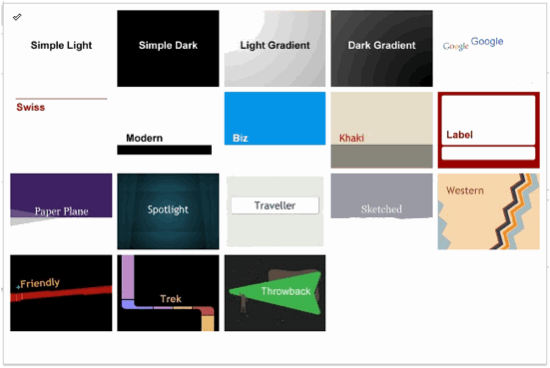 Simple Light
Simple Dark
Light Gradient
Dark Gradient
Google Google
Swiss
Modern
Biz
Khaki
Label
Paper Plane
Spotlight
Traveller
Sketched
Western
Friendly
Trek
Throwback